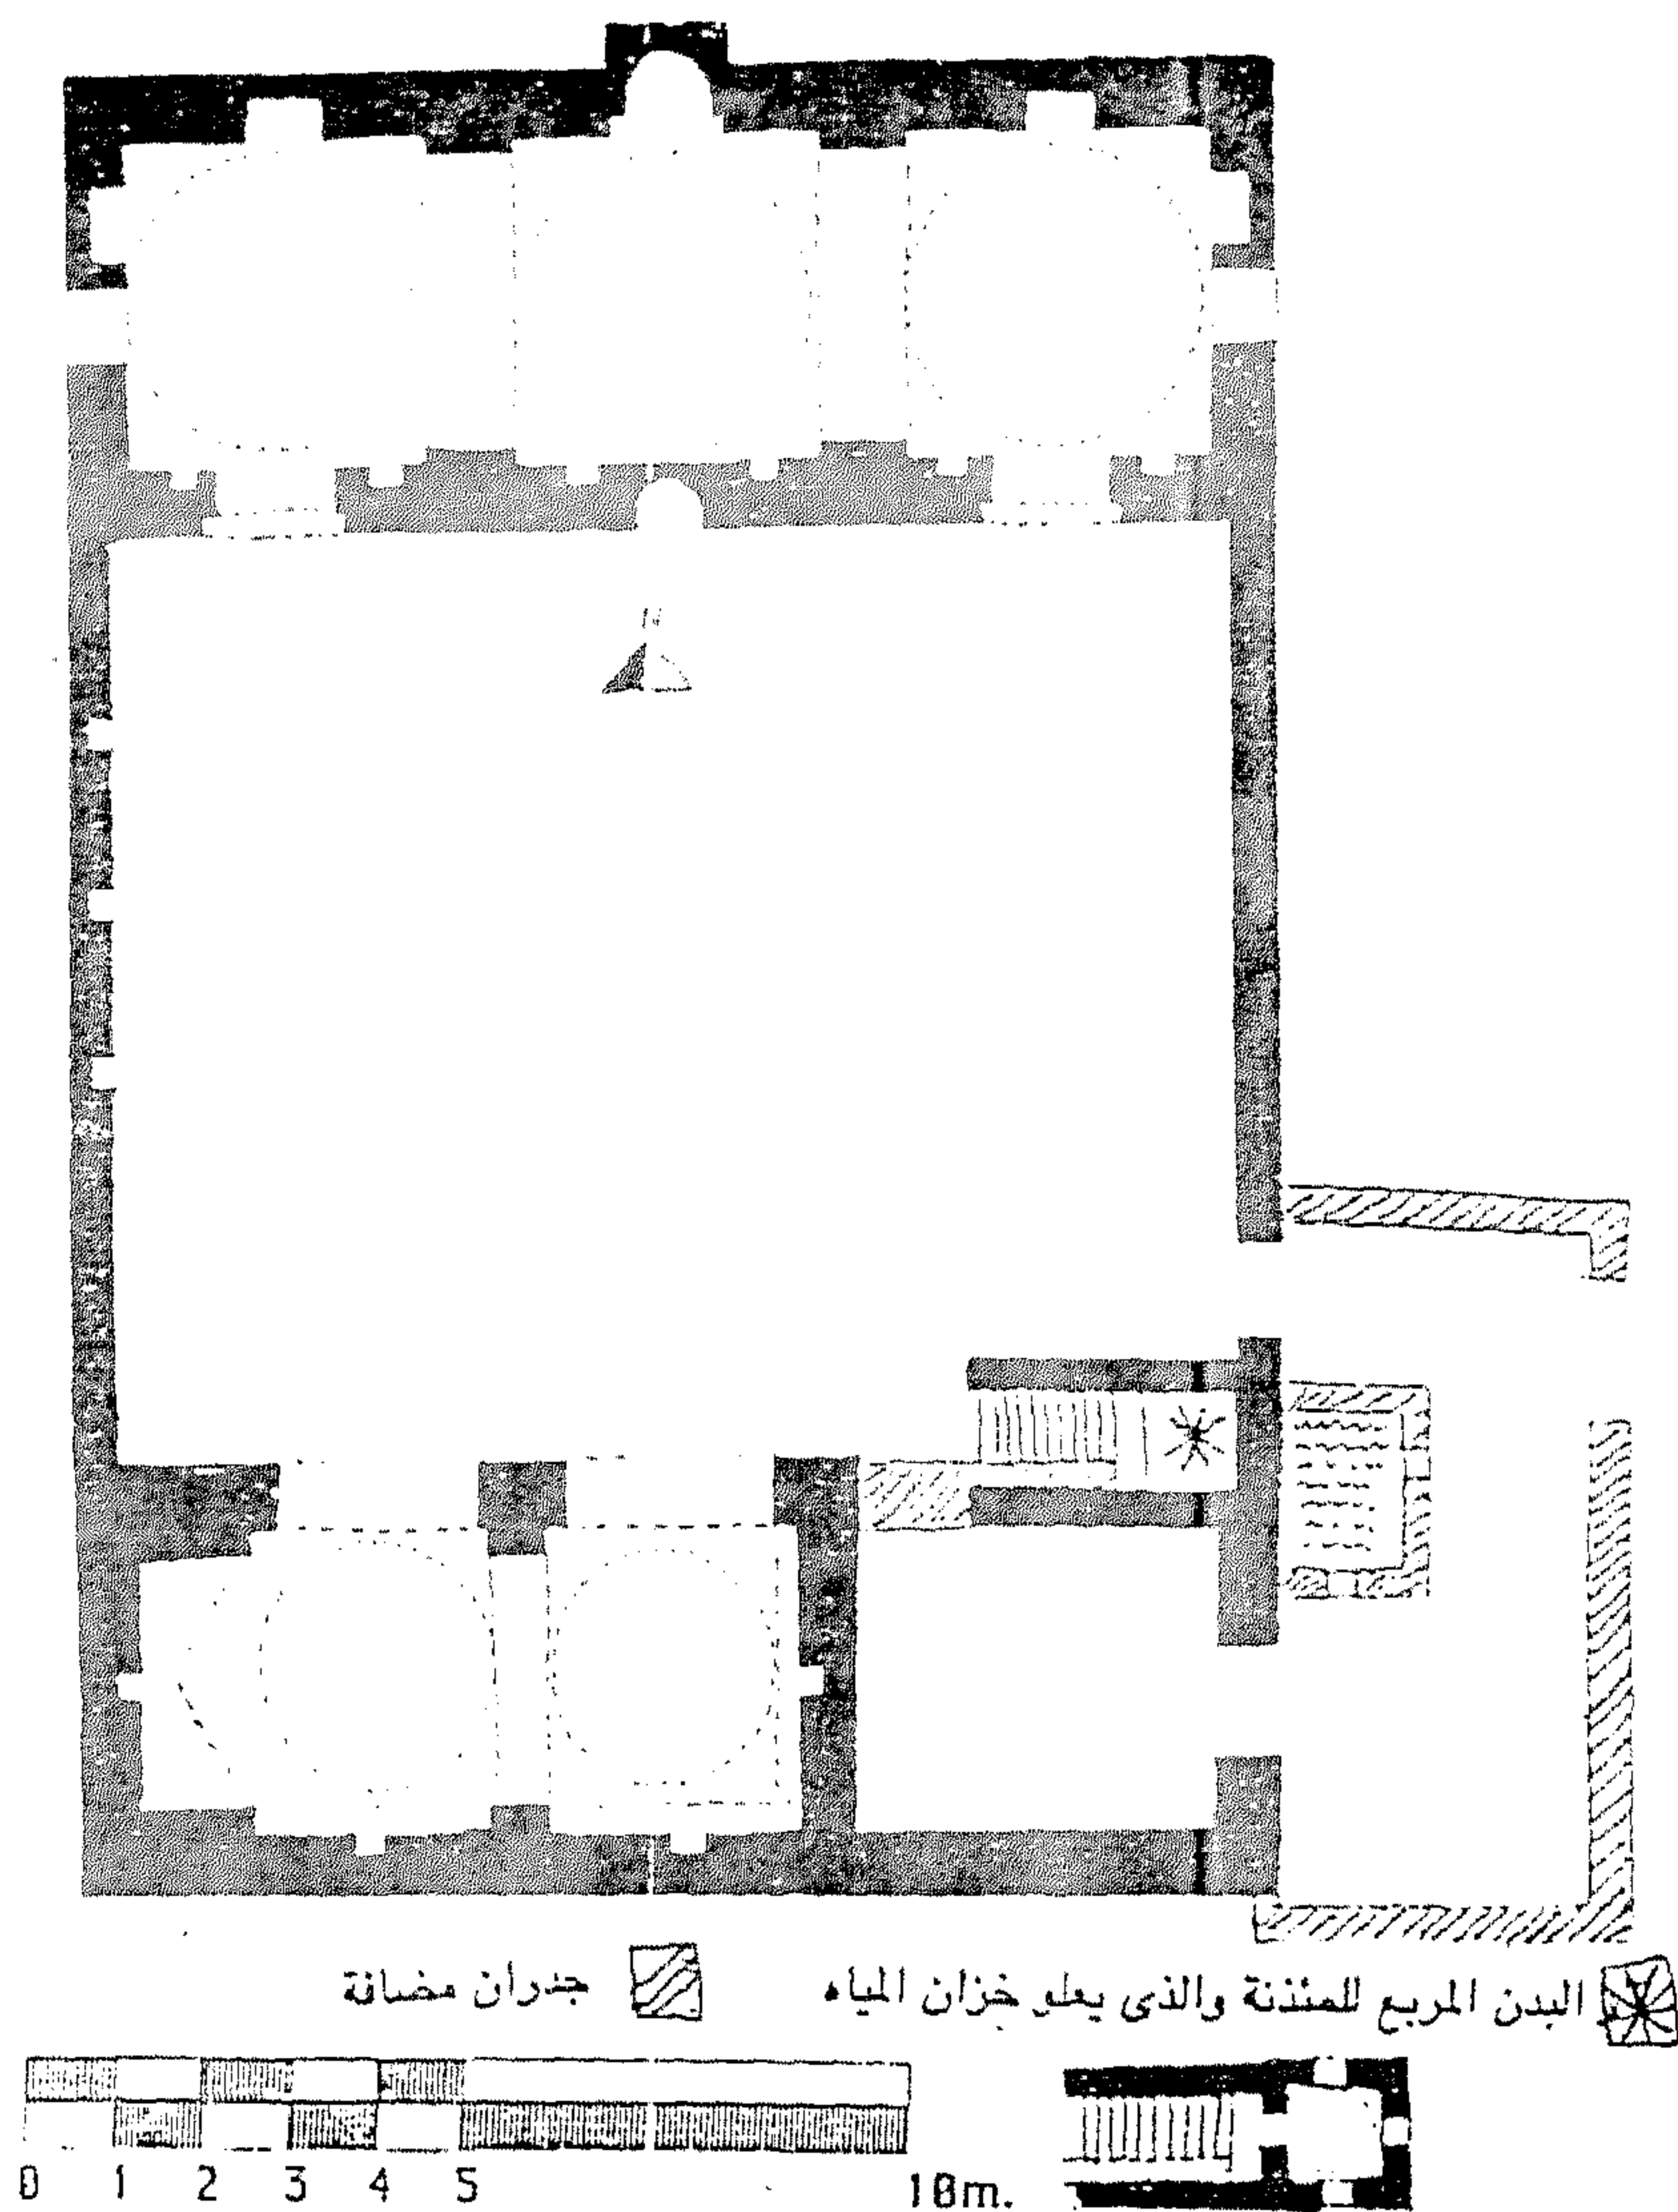 N
البدن المربع للمئذنة والذى يعلو خزان المياه
جدران مضافة
0 1 2 3 4 5 10m.